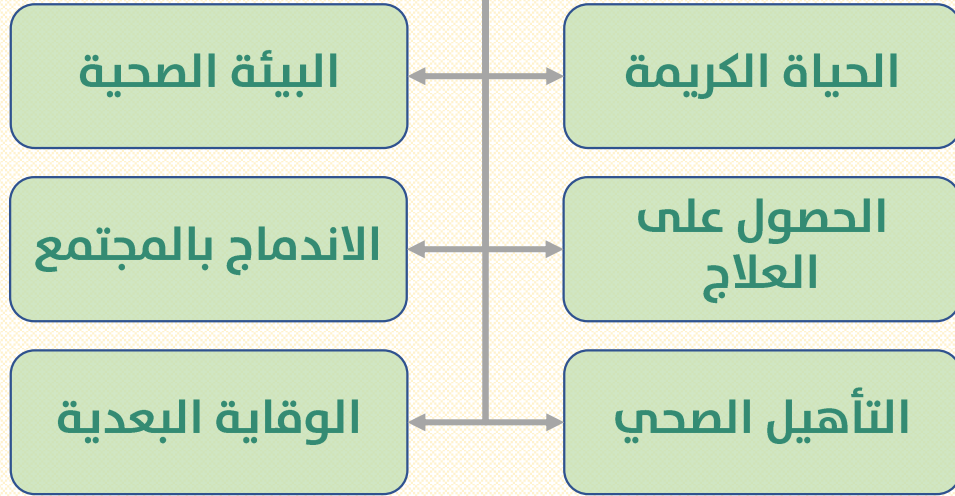 الحياة الكريمة
البيئة الصحية
الحصول على
العلاج
الاندماج بالمجتمع
التأهيل الصحي
الوقاية البعدية